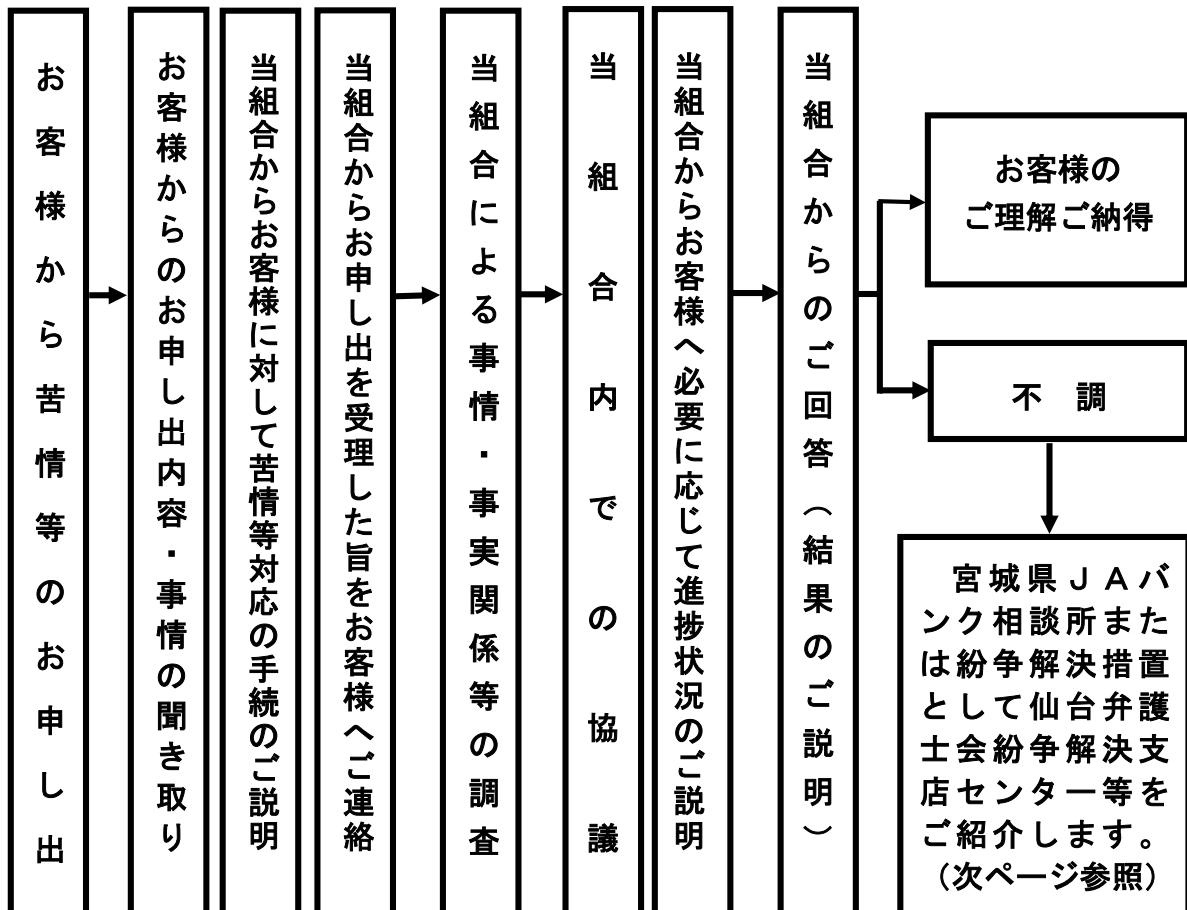 お客様から苦情等のお申し出
お客様からのお申し出内容・事情の聞き取り
当組合からお客様に対して苦情等対応の手続のご説明
当組合からお申し出を受理した旨をお客様へご連絡
当組合による事情・事実関係等の調査
当組合内での協議
当組合からお客様へ必要に応じて進捗状況のご説明
当組合からのご回答（結果のご説明）
お客様の
ご理解ご納得
不　調
宮城県ＪＡバ
ンク相談所また
は紛争解決措置
として仙台弁護
士会紛争解決支
店センター等を
ご紹介します。
（次ページ参照）